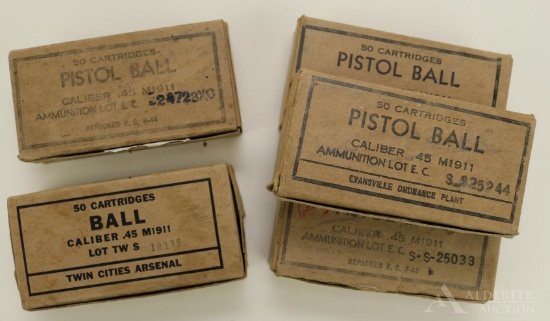 50 CARTRIDGES
PISTOL BALL
CALIBER .45 M1911
AMMUNITION LOT E.C.
50 CARTRIDGES
BALL
CALIBER .45 M1911
LOT TW S 18135
TWIN CITIES ARSENAL
50 CARTRIDGES
PISTOL BALL
50 CARTRIDGES
PISTOL BALL
CALIBER .45 M1911
AMMUNITION LOT E.C. S-S25944
EVANSVILLE ORDNANCE PLANT
CALIBER .45 M1911
AMMUNITION LOT E.C. S-S-25033
ALDERFER
AUCTION